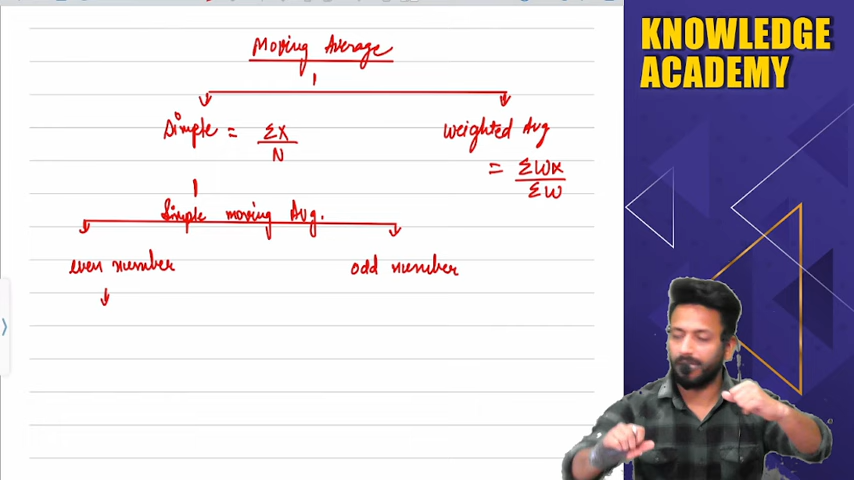 Moving Average
Simple = ΣX / N
Weighted Avg
= ΣWX / ΣW
Simple moving Avg.
even number
odd number
KNOWLEDGE
ACADEMY